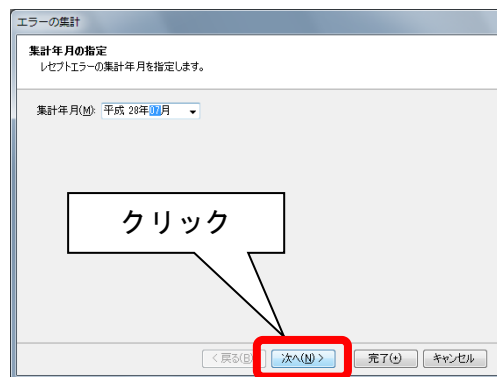 エラーの集計
集計年月の指定
レセプトエラーの集計年月を指定します。
集計年月(M): 平成 28年07月
クリック
< 戻る(B) 次へ(N) > 完了(+) キャンセル